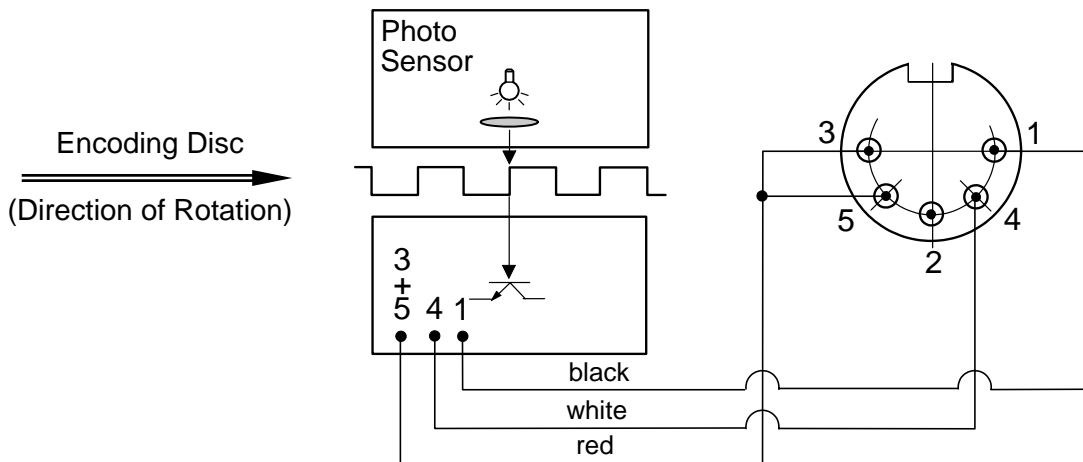 Photo
Sensor
Encoding Disc
(Direction of Rotation)
3
+
5 4 1
black
white
red
3
1
5
4
2